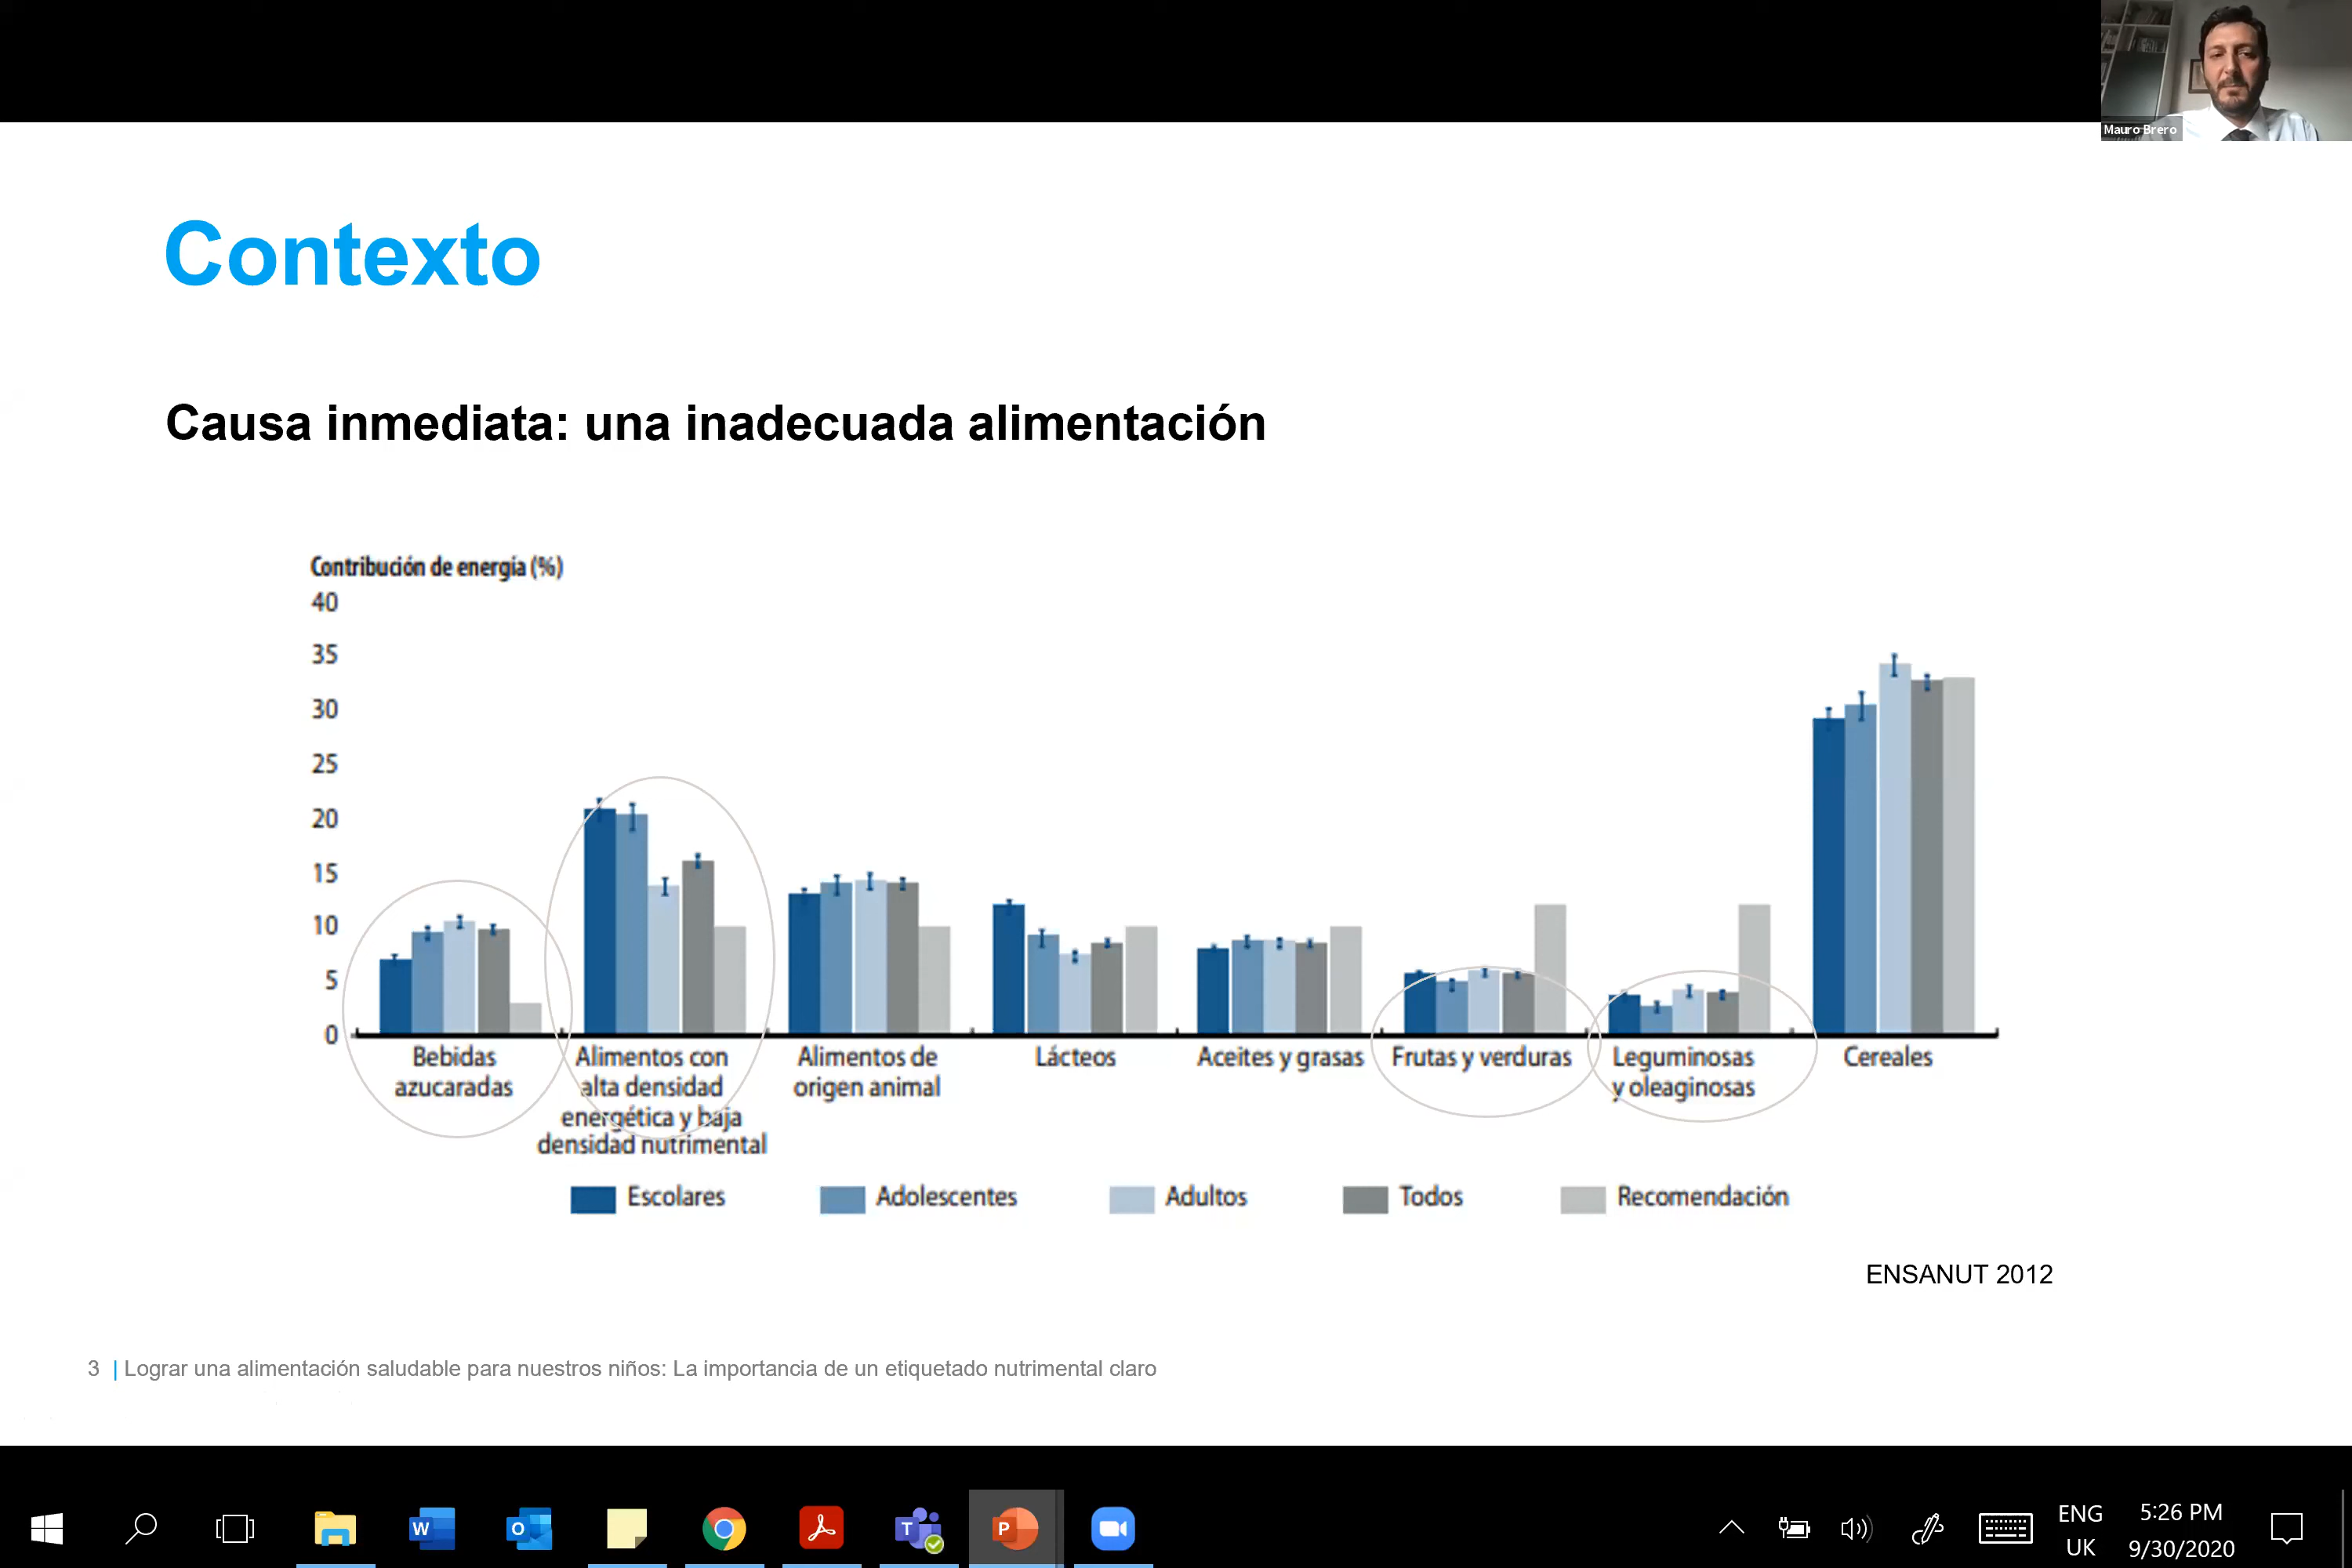 Mauro Brero
Contexto
Causa inmediata: una inadecuada alimentación
Contribución de energía (%)
40
35
30
25
20
15
10
5
0
Bebidas
azucaradas
Alimentos con
alta densidad
energética y baja
densidad nutrimental
Alimentos de
origen animal
Lácteos
Aceites y grasas
Frutas y verduras
Leguminosas
y oleaginosas
Cereales
Escolares
Adolescentes
Adultos
Todos
Recomendación
ENSANUT 2012
3 | Lograr una alimentación saludable para nuestros niños: La importancia de un etiquetado nutrimental claro
W
O
T
P
ENG
UK
5:26 PM
9/30/2020